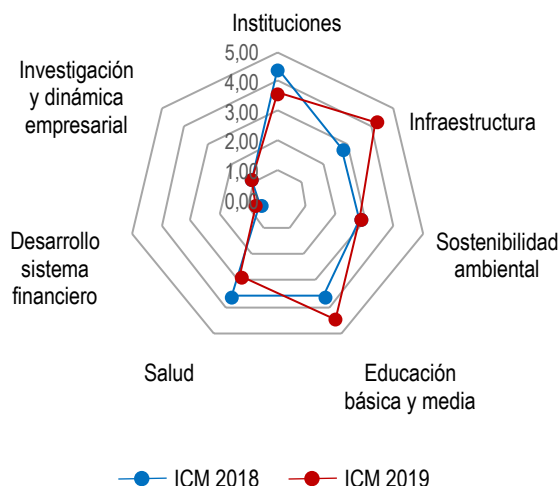 Instituciones
5,00
4,00
3,00
2,00
1,00
0,00
Investigación
y dinámica
empresarial
Infraestructura
Desarrollo
sistema
financiero
Sostenibilidad
ambiental
Salud
Educación
básica y media
ICM 2018
ICM 2019